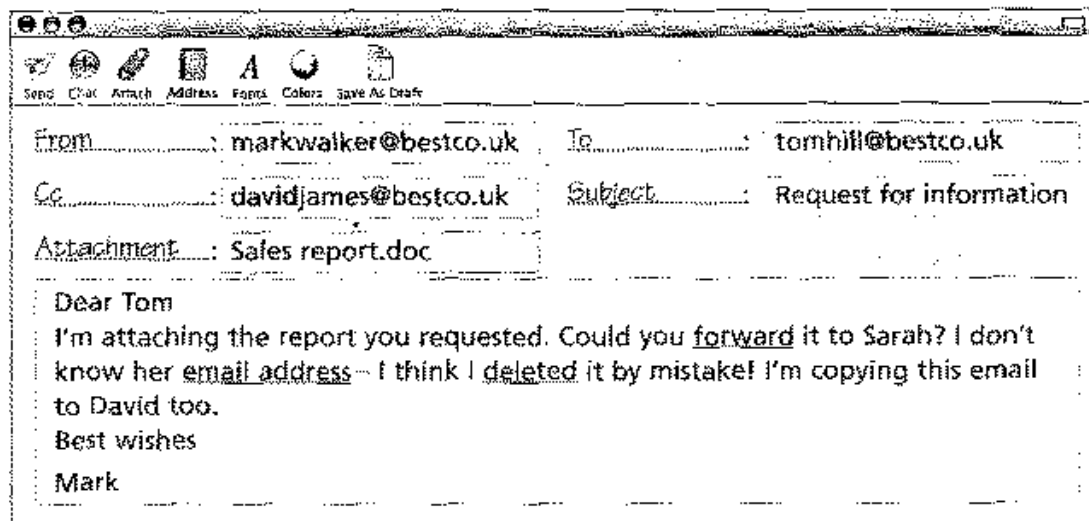 Send Chat Attach Address Fonts Colors Save As Draft
From : markwalker@bestco.uk To : tomhill@bestco.uk
Cc : davidjames@bestco.uk Subject : Request for information
Attachment : Sales report.doc
Dear Tom
I'm attaching the report you requested. Could you forward it to Sarah? I don't
know her email address – I think I deleted it by mistake! I'm copying this email
to David too.
Best wishes
Mark